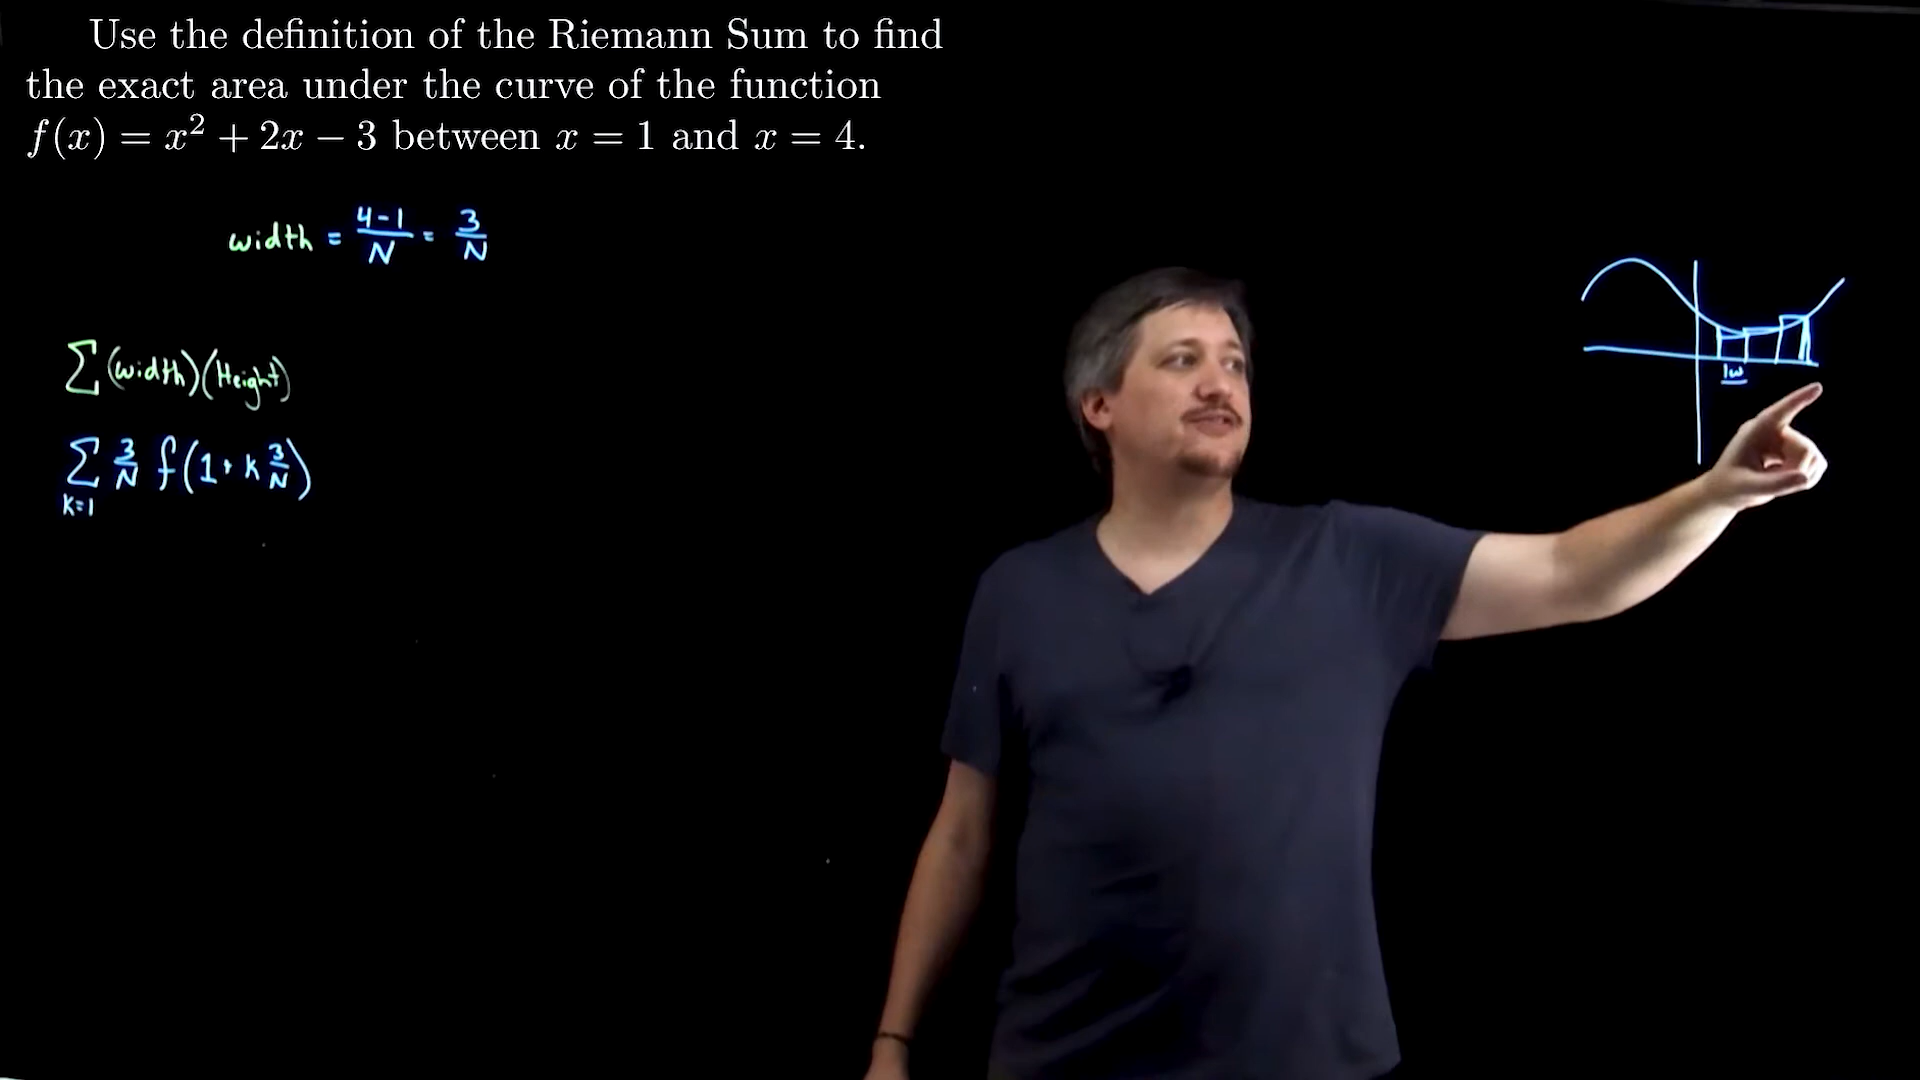 Use the definition of the Riemann Sum to find
the exact area under the curve of the function
f(x) = x² + 2x − 3 between x = 1 and x = 4.
width = (4-1)/N = 3/N
∑(width)(Height)
∑ 3/N f(1 + k 3/N)
k=1
1w